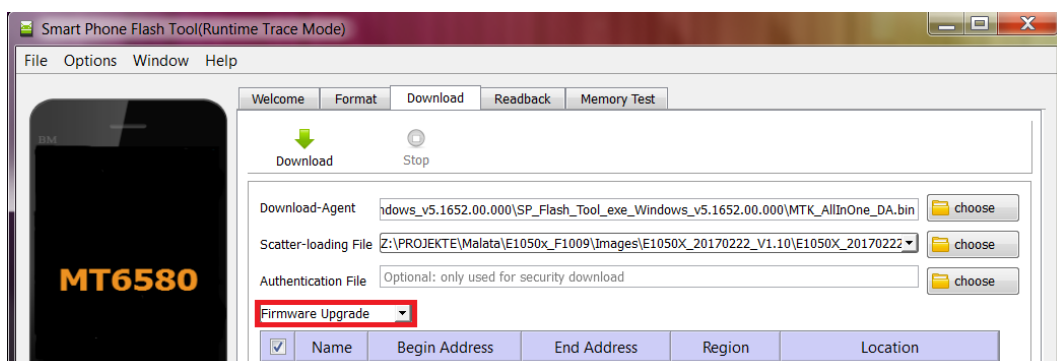 Smart Phone Flash Tool(Runtime Trace Mode)
File Options Window Help
Welcome Format Download Readback Memory Test
BM
Download Stop
Download-Agent ndows_v5.1652.00.000\SP_Flash_Tool_exe_Windows_v5.1652.00.000\MTK_AllInOne_DA.bin choose
Scatter-loading File Z:\PROJEKTE\Malata\E1050x_F1009\Images\E1050X_20170222_V1.10\E1050X_20170222 choose
MT6580
Authentication File Optional: only used for security download choose
Firmware Upgrade
Name Begin Address End Address Region Location